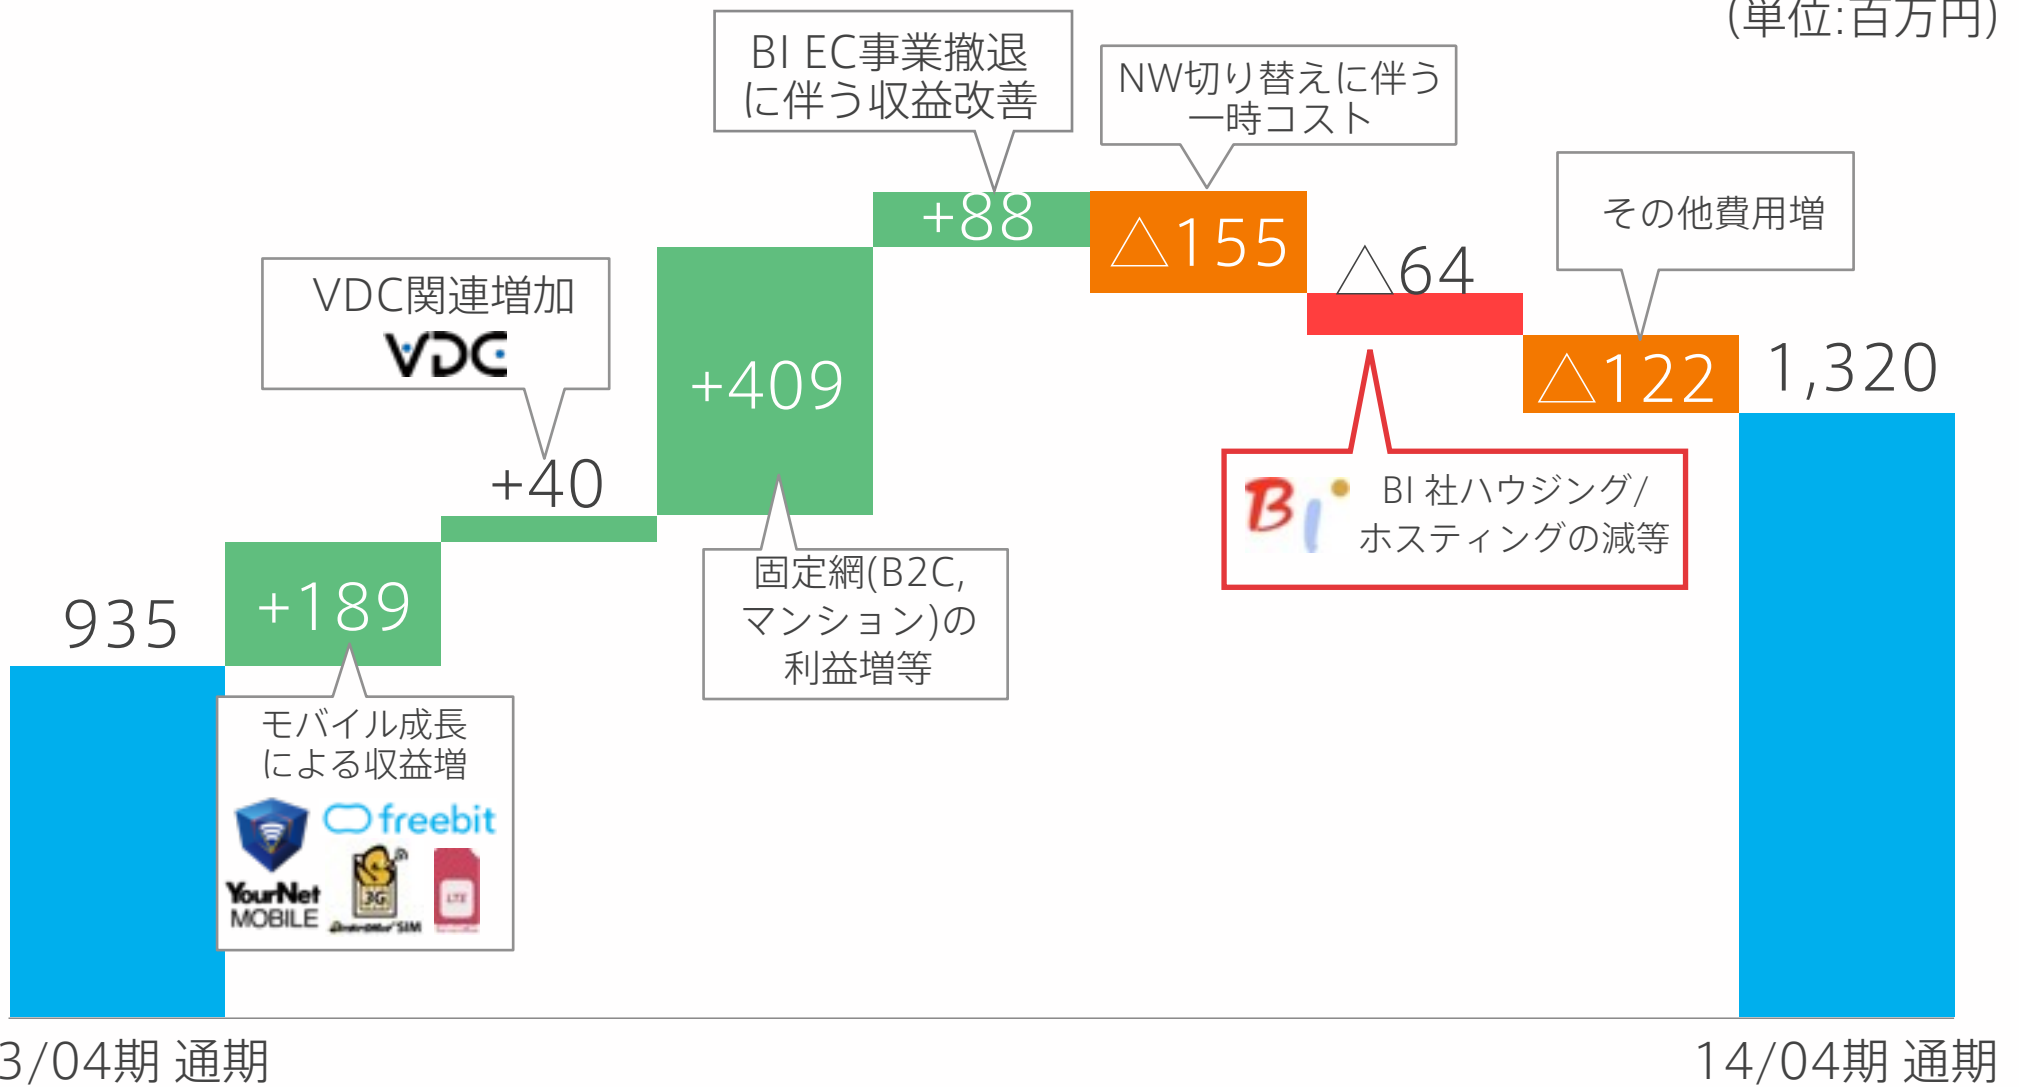 (単位:百万円)
BI EC事業撤退
に伴う収益改善
NW切り替えに伴う
一時コスト
その他費用増
+88
△155
△64
VDC関連増加
VDC
△122
1,320
+409
+40
BI
BI 社ハウジング/
ホスティングの減等
固定網(B2C,
マンション)の
利益増等
935
+189
モバイル成長
による収益増
freebit
YourNet
MOBILE
3G
SIM
LTE
3/04期 通期
14/04期 通期